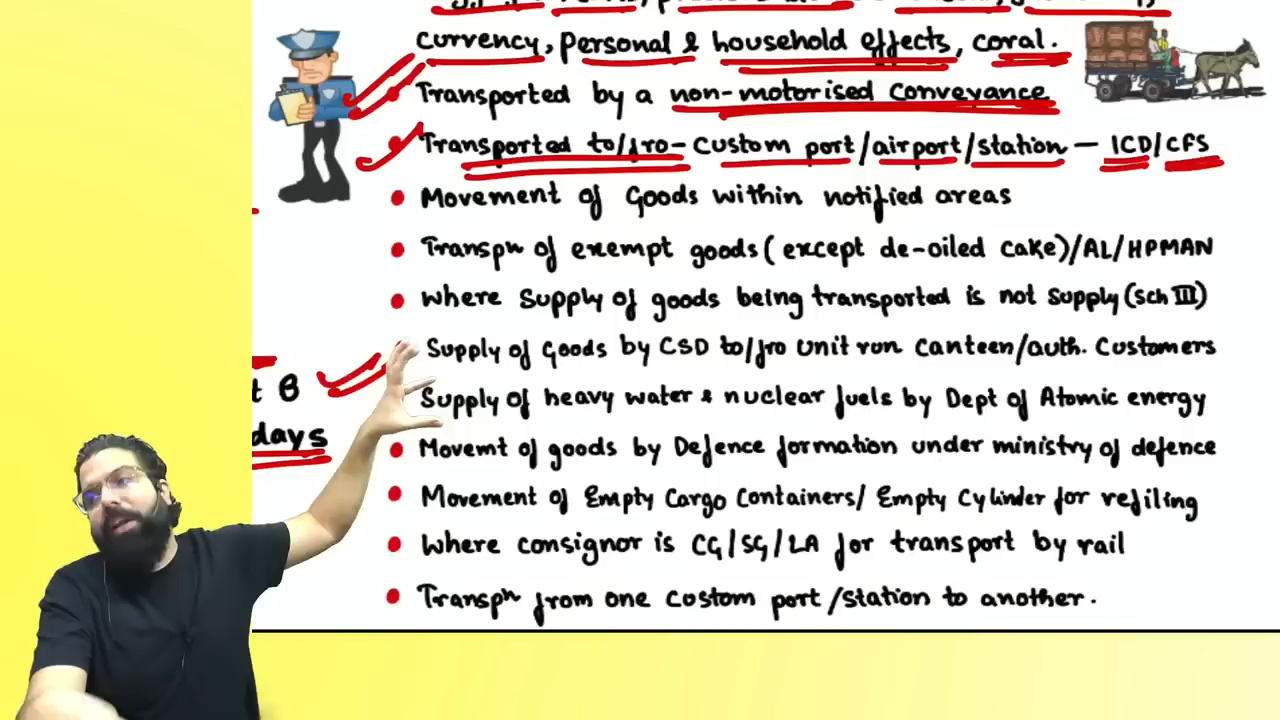 currency, Personal & household effects, coral.
Transported by a non-motorised conveyance
Transported to/fro- custom port/airport/station - ICD/CFS
Movement of Goods within notified areas
Transpⁿ of exempt goods (except de-oiled cake)/AL/HPMAN
where supply of goods being transported is not supply (sch III)
Supply of Goods by CSD to/fro unit run canteen/auth. Customers
Supply of heavy water & nuclear fuels by Dept of Atomic energy
Movemt of goods by Defence formation under ministry of defence
Movement of Empty Cargo Containers/ Empty Cylinder for refiling
Where consignor is CG/SG/LA for transport by rail
Transpⁿ from one costom port/station to another.
t B
days